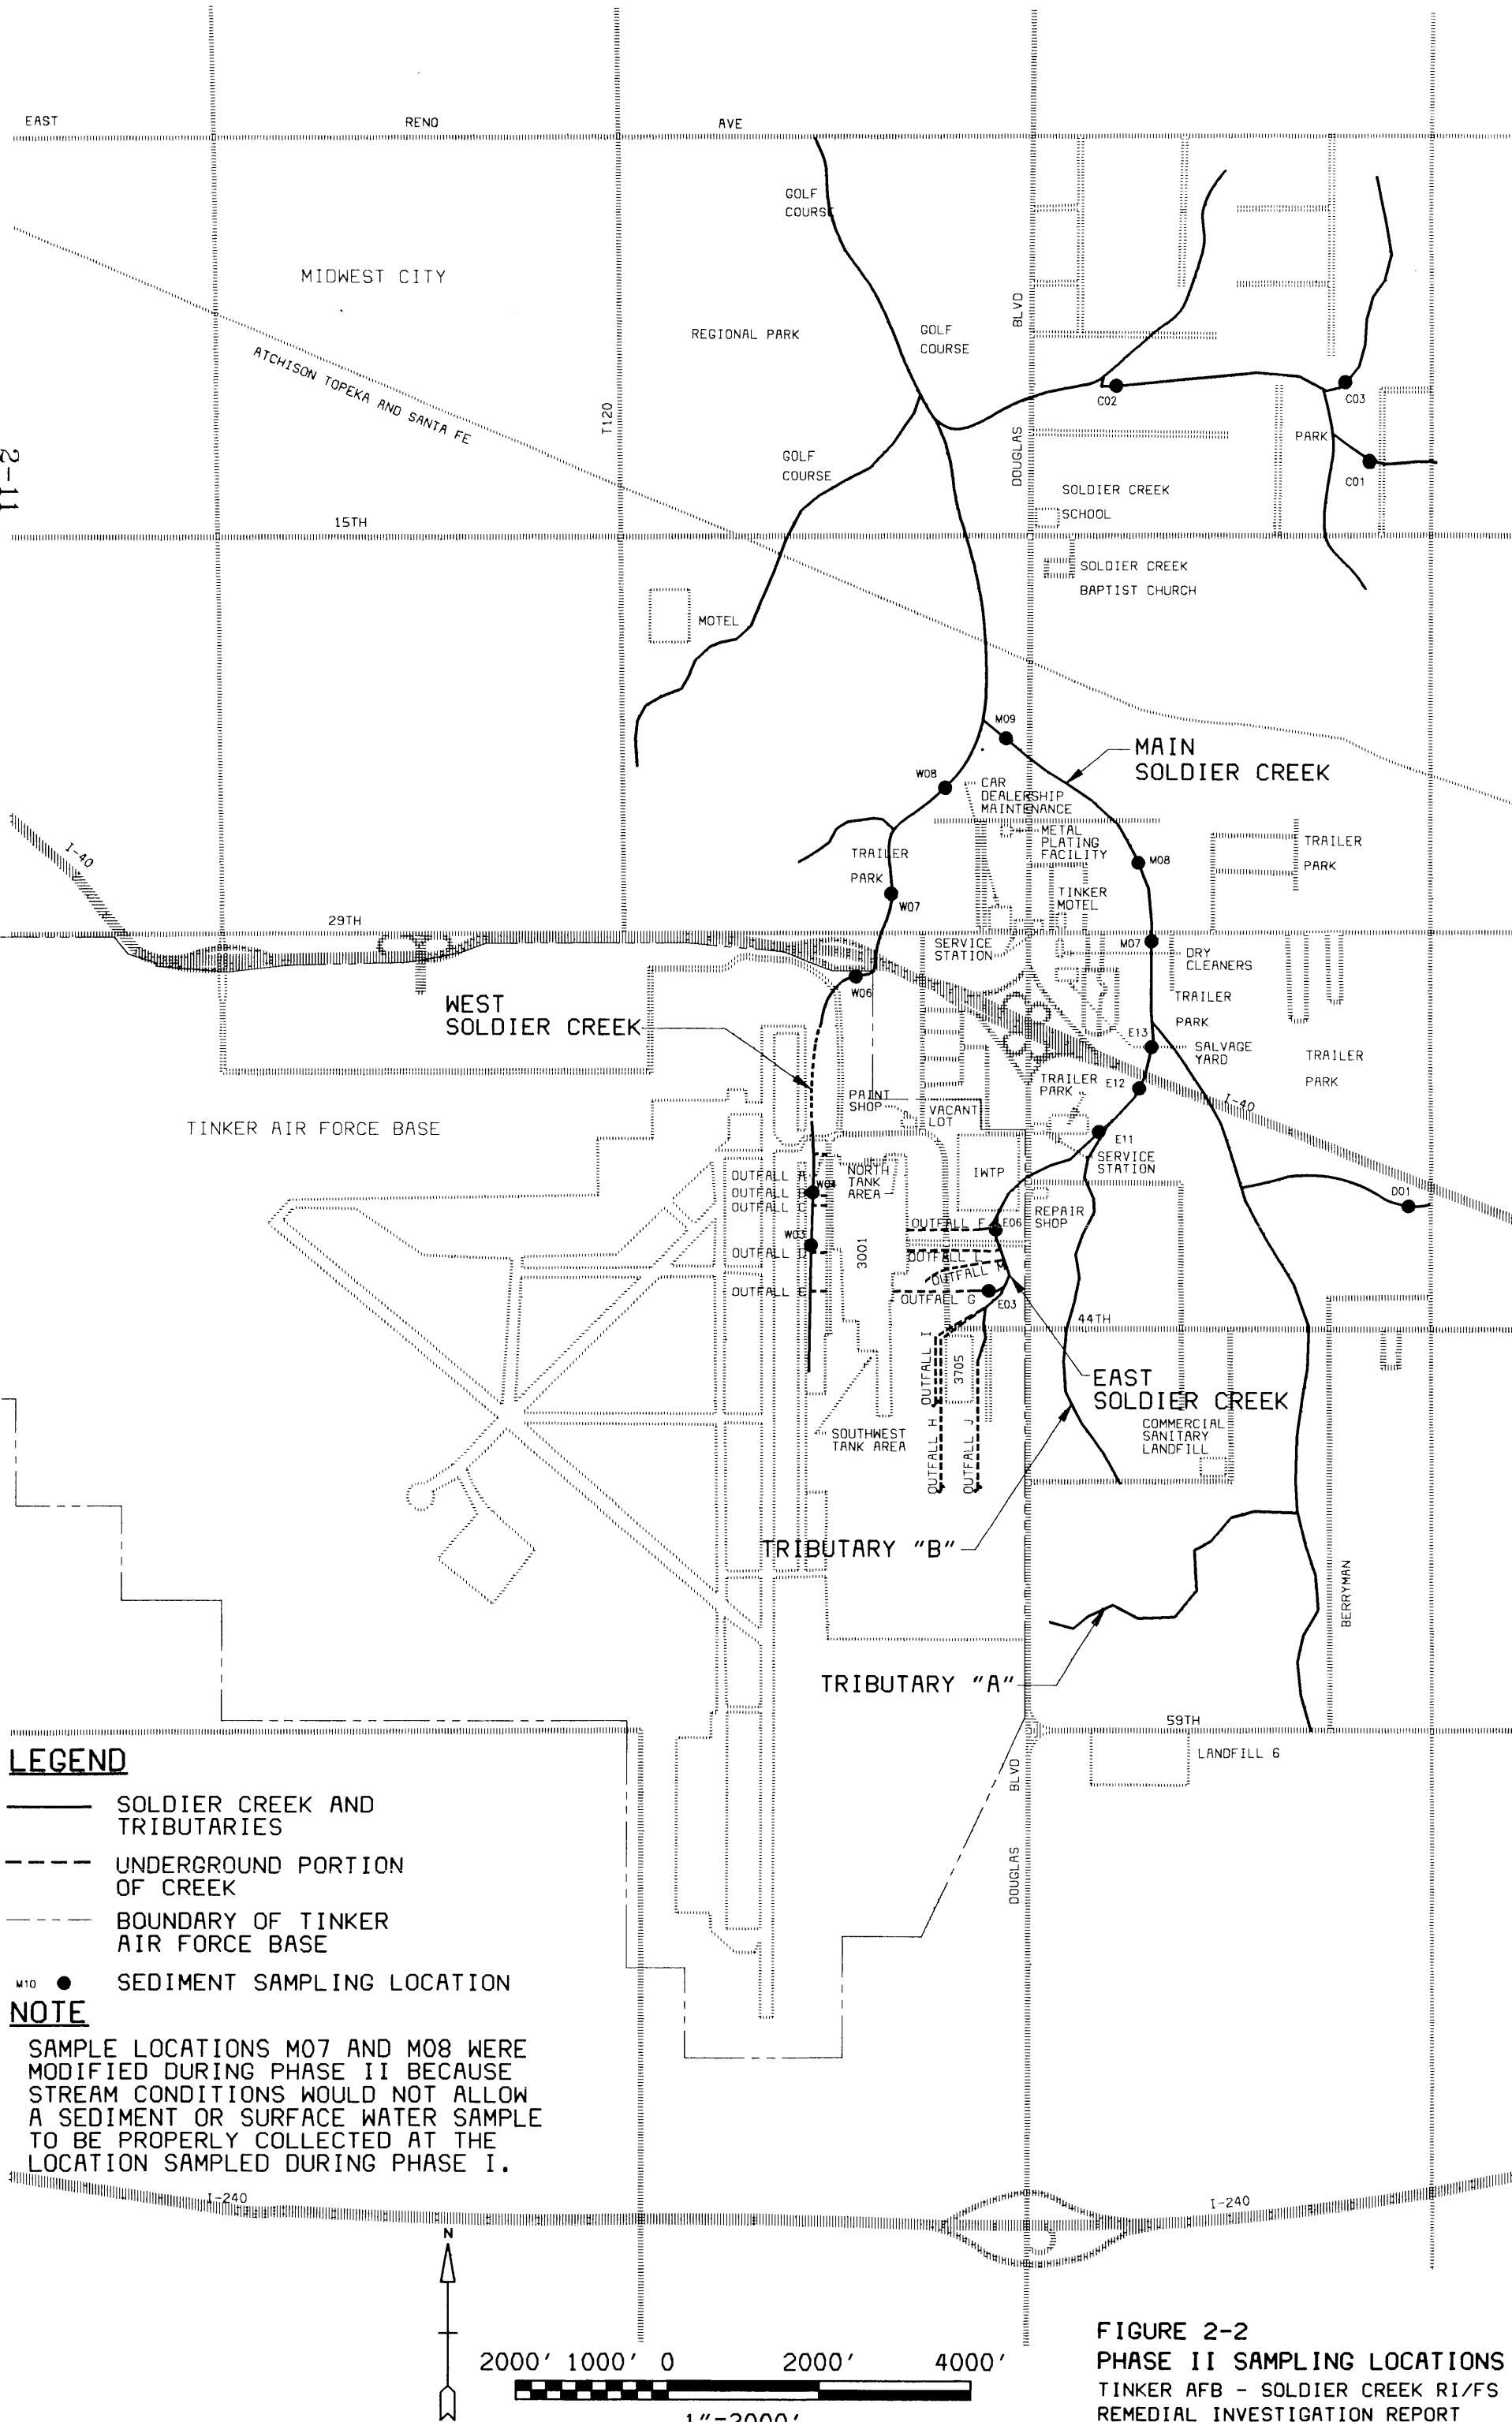 EAST RENO AVE
GOLF
COURSE
MIDWEST CITY
BLVD
REGIONAL PARK
GOLF
COURSE
ATCHISON TOPEKA AND SANTA FE
T120
C02
C03
DOUGLAS
PARK
GOLF
COURSE
C01
2-11
SOLDIER CREEK
SCHOOL
15TH
SOLDIER CREEK
BAPTIST CHURCH
MOTEL
M09
MAIN
SOLDIER CREEK
W08
CAR
DEALERSHIP
MAINTENANCE
METAL
PLATING
FACILITY
I-40
TRAILER
PARK
M08
TRAILER
PARK
W07
TINKER
MOTEL
29TH
SERVICE
STATION
M07
DRY
CLEANERS
W06
WEST
SOLDIER CREEK
TRAILER
PARK
E13
SALVAGE
YARD
TRAILER
PARK
TRAILER
PARK
E12
PAINT
SHOP
VACANT
LOT
I-40
TINKER AIR FORCE BASE
E11
SERVICE
STATION
IWTP
NORTH
TANK
AREA
OUTFALL A
OUTFALL B
W04
OUTFALL C
D01
REPAIR
SHOP
OUTFALL F
E06
W03
OUTFALL D
3001
OUTFALL L
OUTFALL M
OUTFALL E
OUTFALL G
E03
44TH
OUTFALL I
3705
EAST
SOLDIER CREEK
COMMERCIAL
SANITARY
LANDFILL
SOUTHWEST
TANK AREA
OUTFALL H
OUTFALL J
TRIBUTARY "B"
BERRYMAN
TRIBUTARY "A"
59TH
LANDFILL 6
BLVD
DOUGLAS
LEGEND
SOLDIER CREEK AND
TRIBUTARIES
UNDERGROUND PORTION
OF CREEK
BOUNDARY OF TINKER
AIR FORCE BASE
M10 SEDIMENT SAMPLING LOCATION
NOTE
SAMPLE LOCATIONS M07 AND M08 WERE
MODIFIED DURING PHASE II BECAUSE
STREAM CONDITIONS WOULD NOT ALLOW
A SEDIMENT OR SURFACE WATER SAMPLE
TO BE PROPERLY COLLECTED AT THE
LOCATION SAMPLED DURING PHASE I.
I-240
I-240
N
2000' 1000' 0 2000' 4000'
1"=2000'
FIGURE 2-2
PHASE II SAMPLING LOCATIONS
TINKER AFB - SOLDIER CREEK RI/FS
REMEDIAL INVESTIGATION REPORT